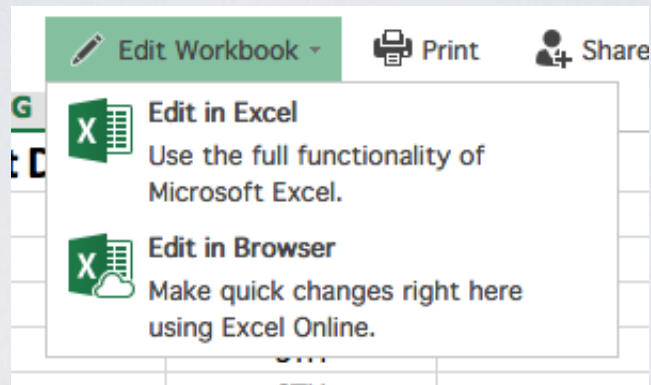 Edit Workbook
Print
Share
G
t D
Edit in Excel
Use the full functionality of
Microsoft Excel.
Edit in Browser
Make quick changes right here
using Excel Online.